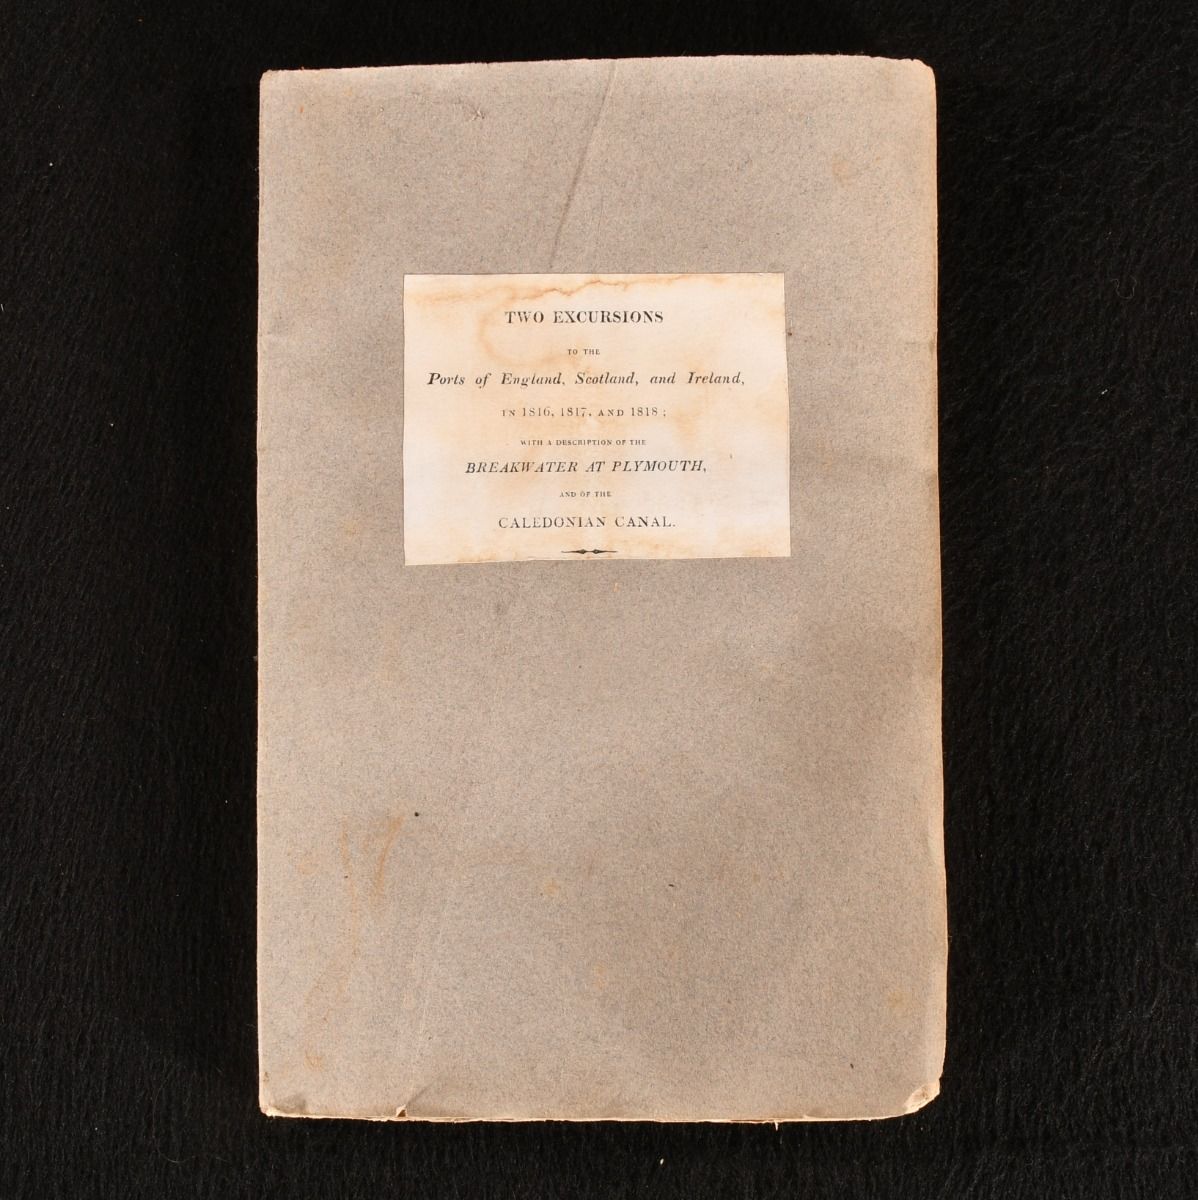 TWO EXCURSIONS
TO THE
Ports of England, Scotland, and Ireland,
IN 1816, 1817, AND 1818 ;
WITH A DESCRIPTION OF THE
BREAKWATER AT PLYMOUTH,
AND OF THE
CALEDONIAN CANAL.